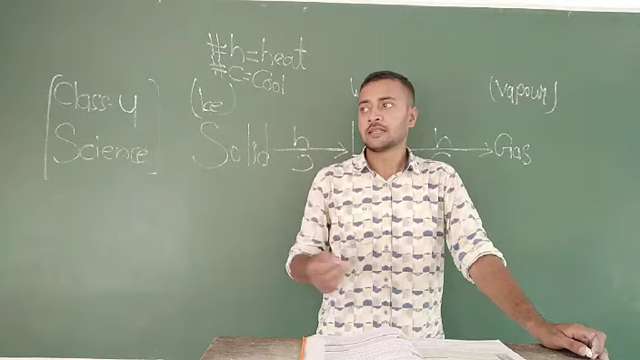 # h=heat
# c=Cool
[Class:- 4
Science]
(Ice) (Vapour)
Solid h h Gas